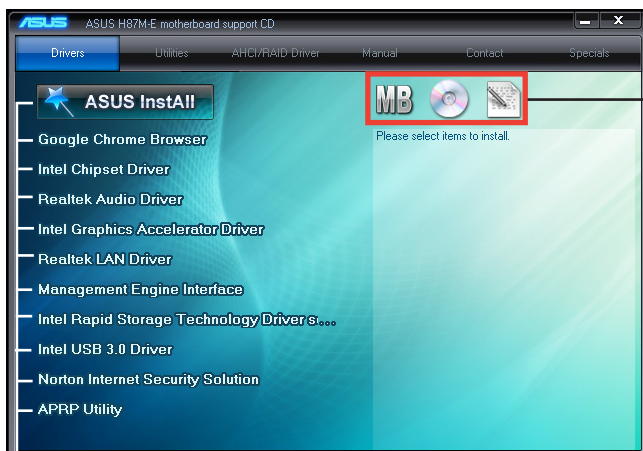 ASUS ASUS H87M-E motherboard support CD
Drivers Utilities AHCI/RAID Driver Manual Contact Specials
ASUS InstAll
MB
Please select items to install.
Google Chrome Browser
Intel Chipset Driver
Realtek Audio Driver
Intel Graphics Accelerator Driver
Realtek LAN Driver
Management Engine Interface
Intel Rapid Storage Technology Driver s...
Intel USB 3.0 Driver
Norton Internet Security Solution
APRP Utility